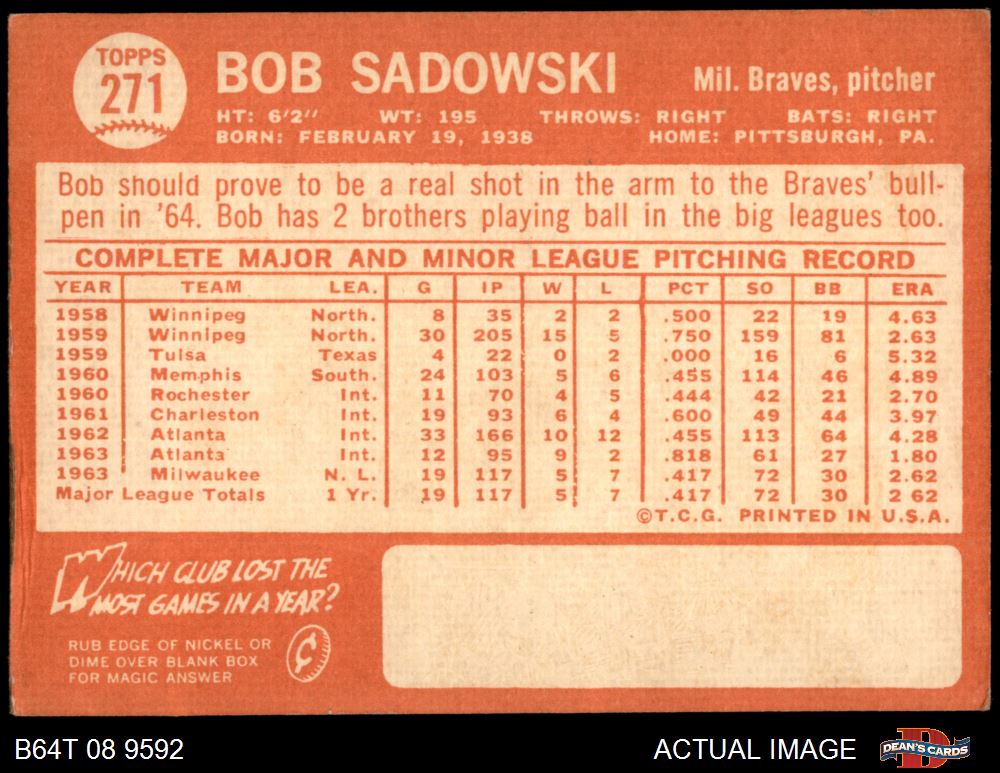 TOPPS
271
BOB SADOWSKI
Mil. Braves, pitcher
HT: 6'2" WT: 195 THROWS: RIGHT BATS: RIGHT
BORN: FEBRUARY 19, 1938 HOME: PITTSBURGH, PA.
Bob should prove to be a real shot in the arm to the Braves' bull-
pen in '64. Bob has 2 brothers playing ball in the big leagues too.
COMPLETE MAJOR AND MINOR LEAGUE PITCHING RECORD
YEAR TEAM LEA. G IP W L PCT SO BB ERA
1958 Winnipeg North. 8 35 2 2 .500 22 19 4.63
1959 Winnipeg North. 30 205 15 5 .750 159 81 2.63
1959 Tulsa Texas 4 22 0 2 .000 16 6 5.32
1960 Memphis South. 24 103 5 6 .455 114 46 4.89
1960 Rochester Int. 11 70 4 5 .444 42 21 2.70
1961 Charleston Int. 19 93 6 4 .600 49 44 3.97
1962 Atlanta Int. 33 166 10 12 .455 113 64 4.28
1963 Atlanta Int. 12 95 9 2 .818 61 27 1.80
1963 Milwaukee N. L. 19 117 5 7 .417 72 30 2.62
Major League Totals 1 Yr. 19 117 5 7 .417 72 30 2 62
©T.C.G. PRINTED IN U.S.A.
WHICH CLUB LOST THE
MOST GAMES IN A YEAR?
RUB EDGE OF NICKEL OR
DIME OVER BLANK BOX
FOR MAGIC ANSWER
¢
B64T 08 9592
ACTUAL IMAGE
DEAN'S CARDS